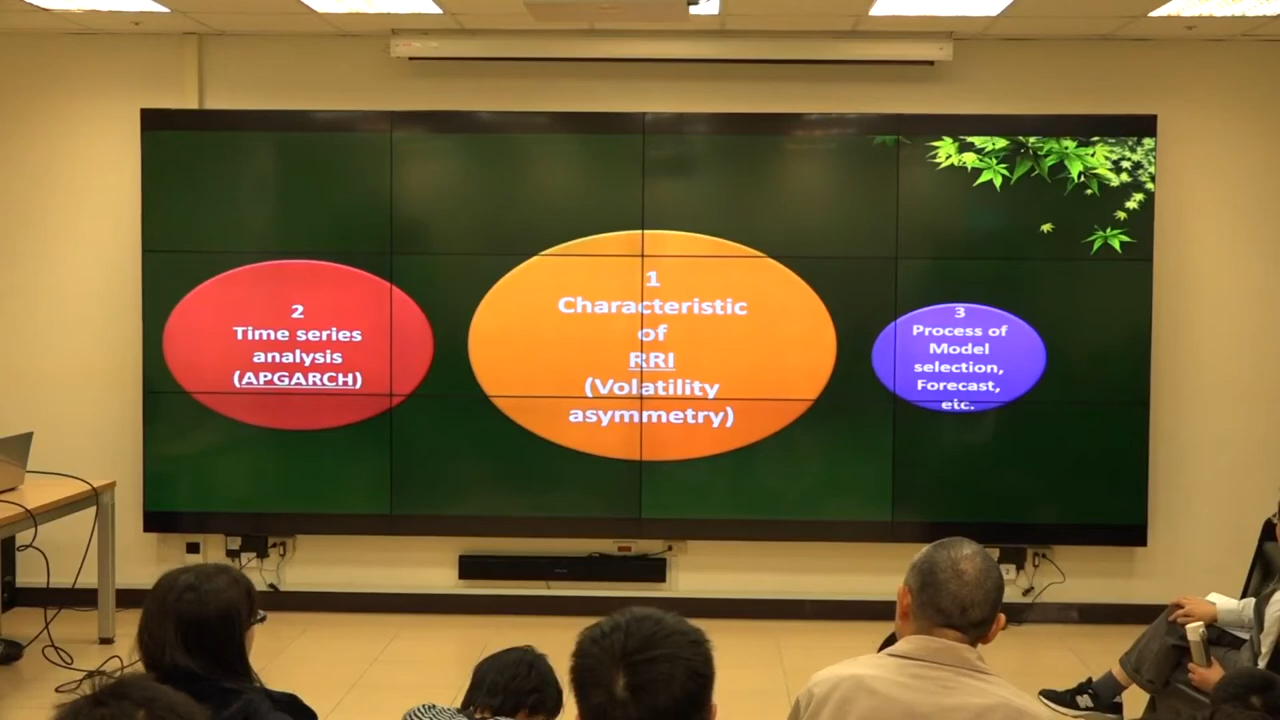 2
Time series
analysis
(APGARCH)
1
Characteristic
of
RRI
(Volatility
asymmetry)
3
Process of
Model
selection,
Forecast,
etc.